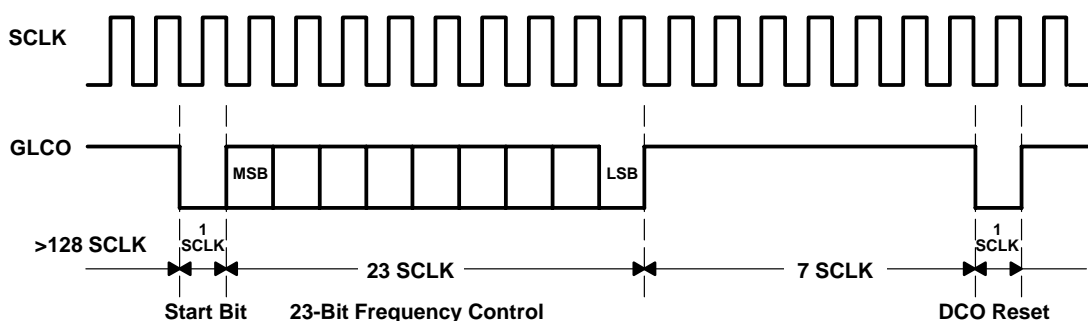 SCLK
GLCO
MSB
LSB
>128 SCLK
1
SCLK
23 SCLK
7 SCLK
1
SCLK
Start Bit
23-Bit Frequency Control
DCO Reset